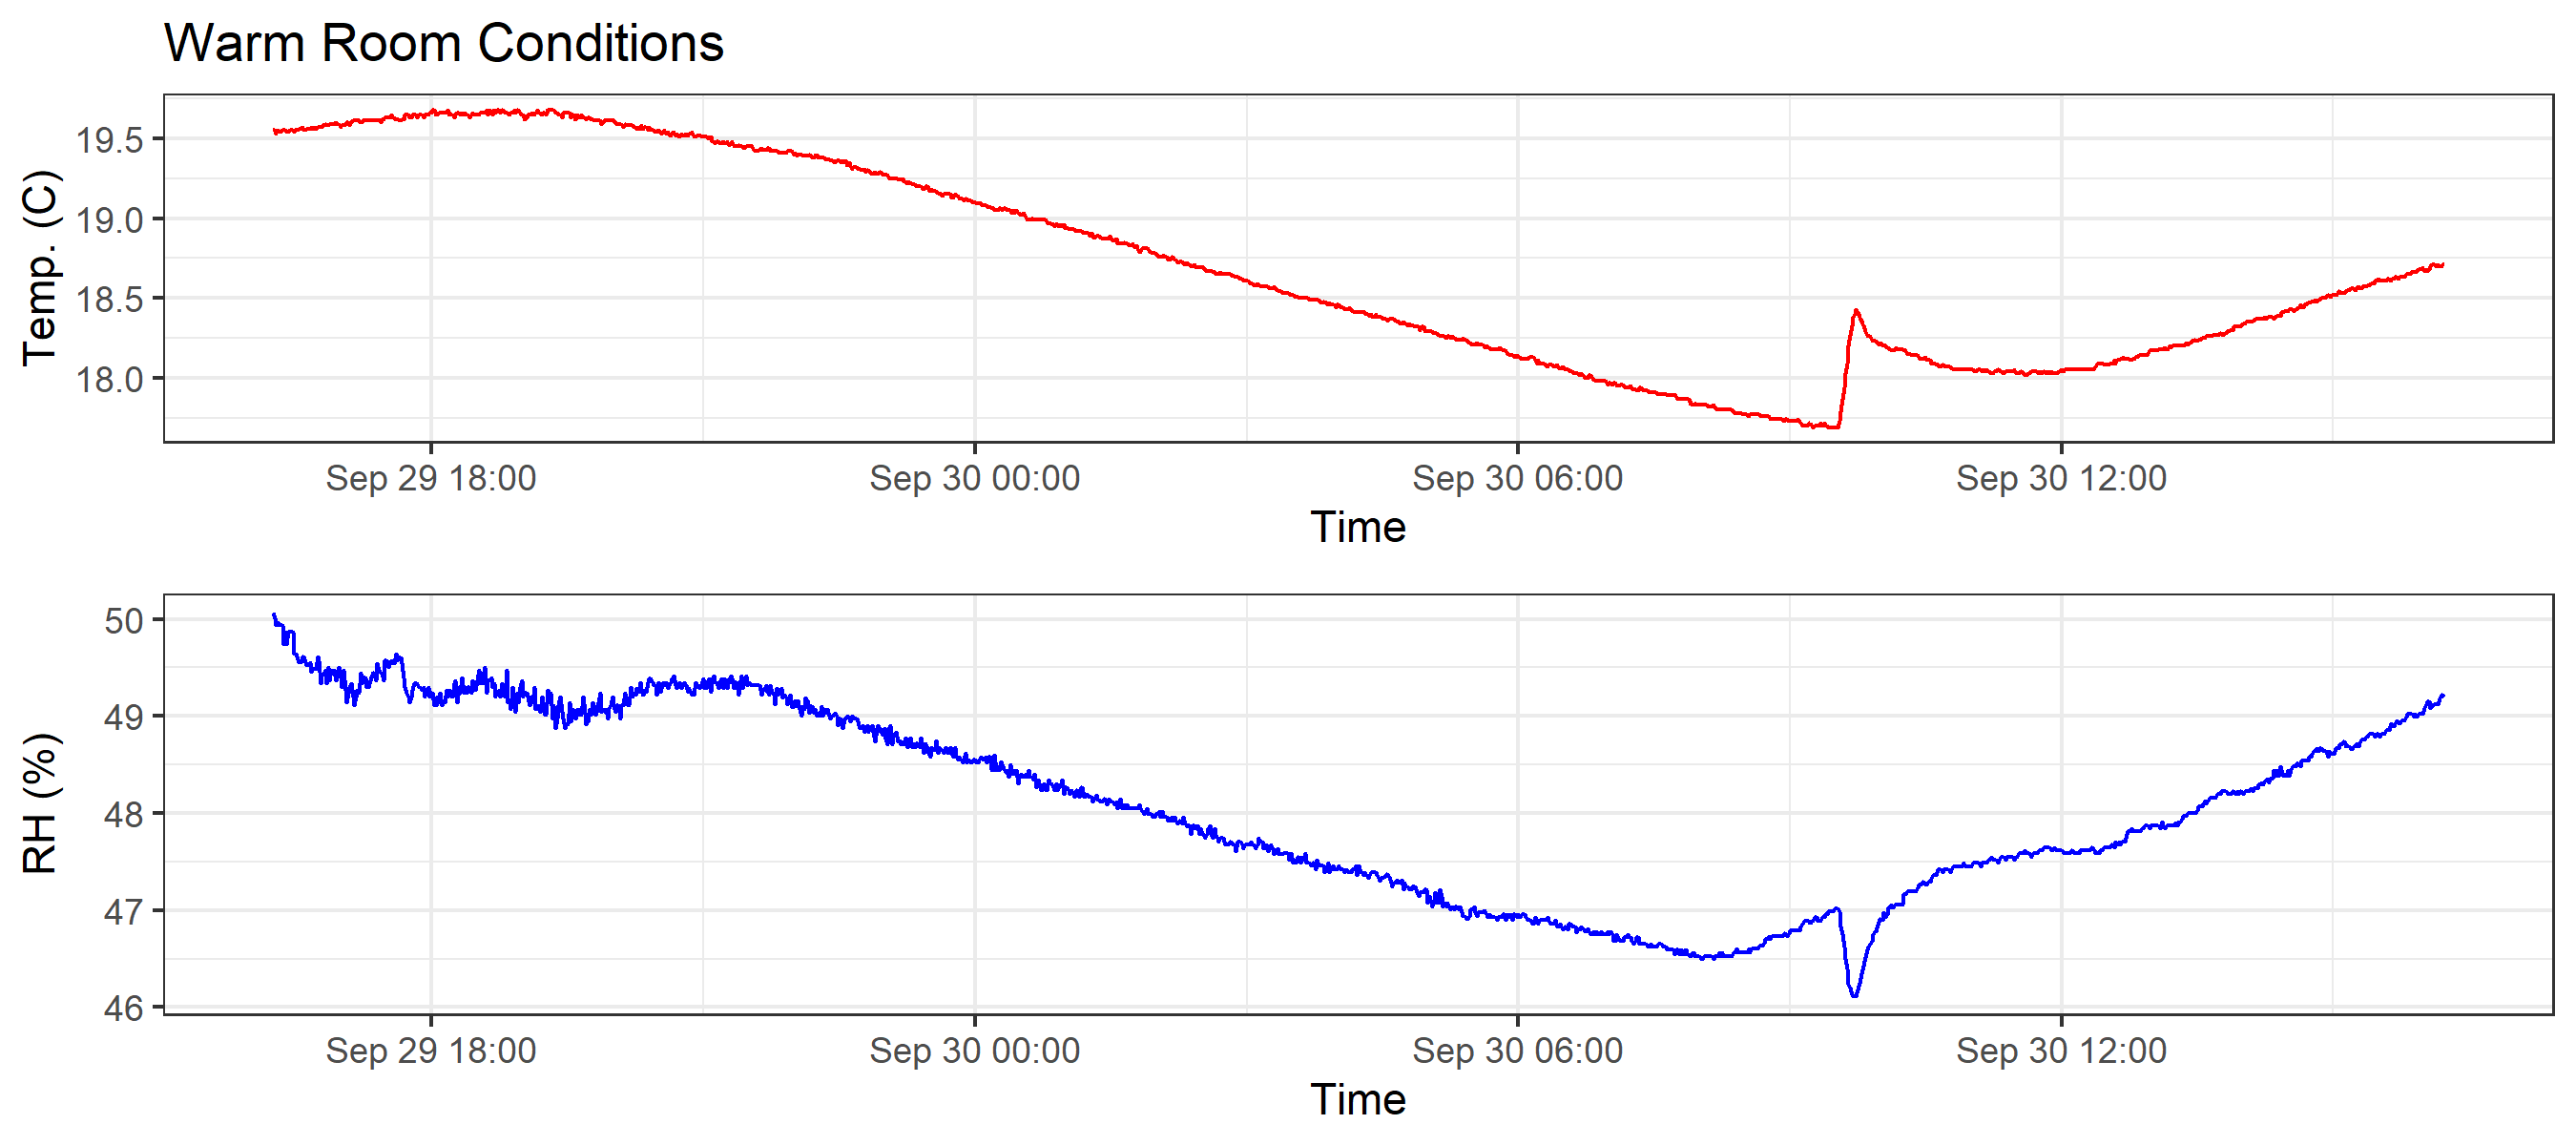 Warm Room Conditions
Temp. (C)
19.5
19.0
18.5
18.0
Sep 29 18:00 Sep 30 00:00 Sep 30 06:00 Sep 30 12:00
Time
RH (%)
50
49
48
47
46
Sep 29 18:00 Sep 30 00:00 Sep 30 06:00 Sep 30 12:00
Time